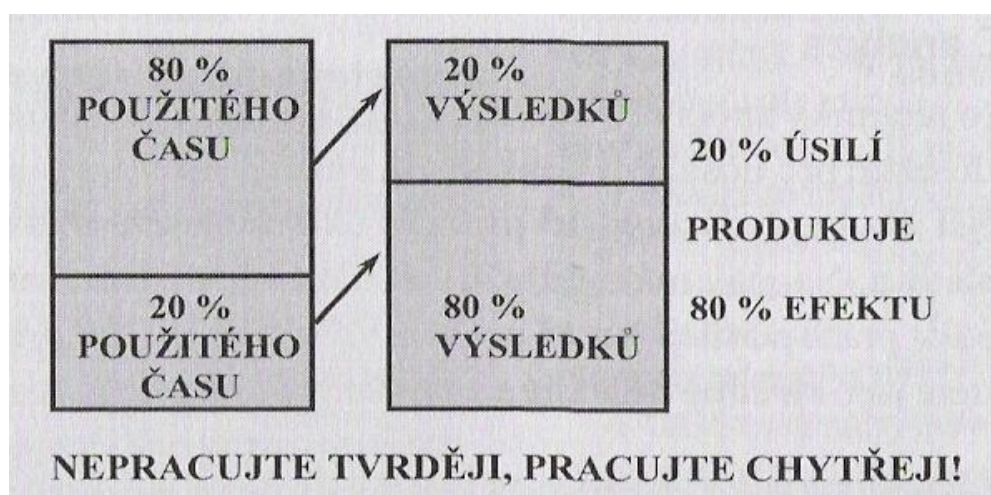 80 %
POUŽITÉHO
ČASU
20 %
POUŽITÉHO
ČASU
20 %
VÝSLEDKŮ
80 %
VÝSLEDKŮ
20 % ÚSILÍ
PRODUKUJE
80 % EFEKTU
NEPRACUJTE TVRDĚJI, PRACUJTE CHYTŘEJI!